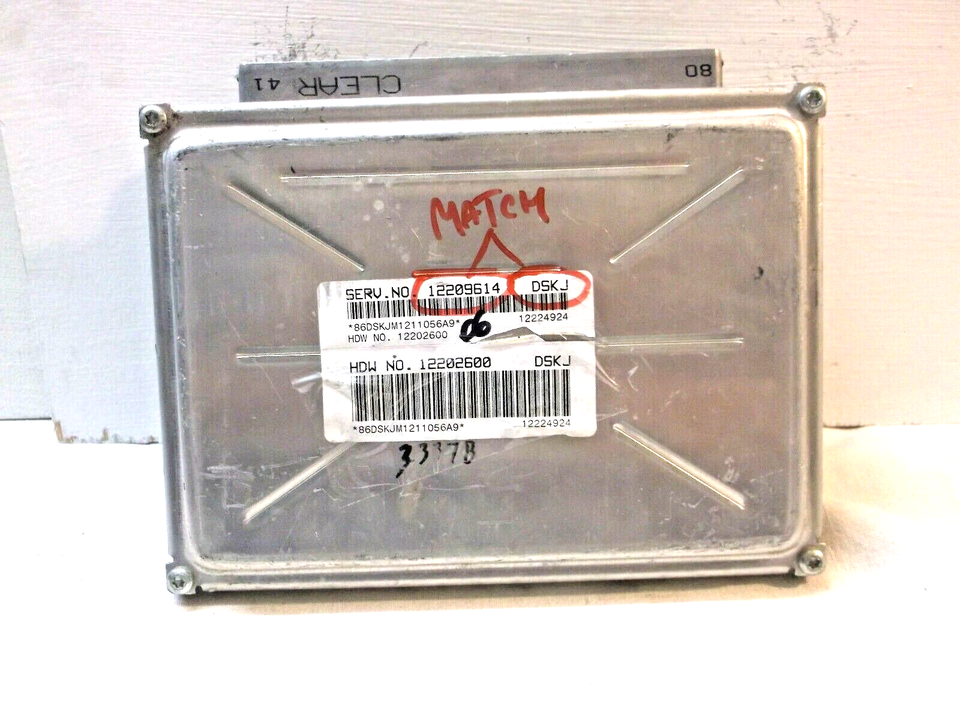 80
CLEAR 41
MATCH
SERV.NO. 12209614 DSKJ
*86DSKJM1211056A9* 12224924
HDW NO. 12202600 06
HDW NO. 12202600 DSKJ
*86DSKJM1211056A9* 12224924